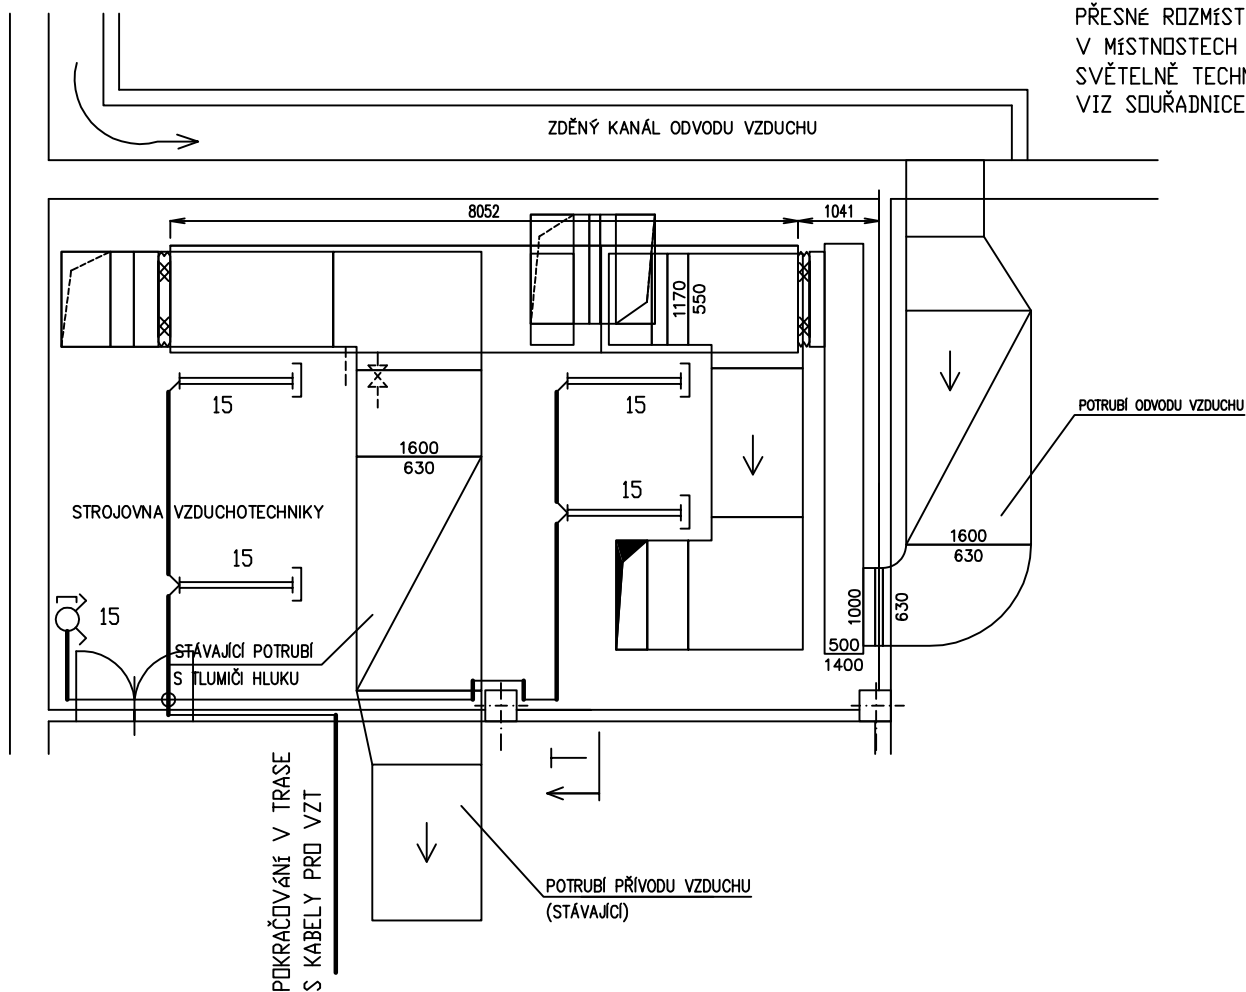 PŘESNÉ ROZMÍST
V MÍSTNOSTECH
SVĚTELNĚ TECHN
VIZ SOUŘADNICE
ZDĚNÝ KANÁL ODVODU VZDUCHU
8052
1041
1170
550
15
15
POTRUBÍ ODVODU VZDUCHU
1600
630
15
STROJOVNA VZDUCHOTECHNIKY
1600
630
15
15
1000
630
STÁVAJÍCÍ POTRUBÍ
S TLUMIČI HLUKU
500
1400
T
POKRAČOVÁNÍ V TRASE
S KABELY PRO VZT
POTRUBÍ PŘÍVODU VZDUCHU
(STÁVAJÍCÍ)